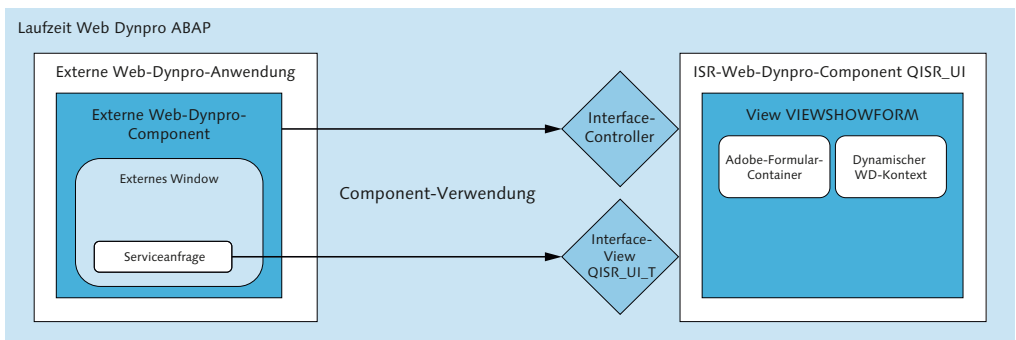 Laufzeit Web Dynpro ABAP
Externe Web-Dynpro-Anwendung
Externe Web-Dynpro-
Component
Externes Window
Serviceanfrage
Component-Verwendung
Interface-
Controller
Interface-
View
QISR_UI_T
ISR-Web-Dynpro-Component QISR_UI
View VIEWSHOWFORM
Adobe-Formular-
Container
Dynamischer
WD-Kontext